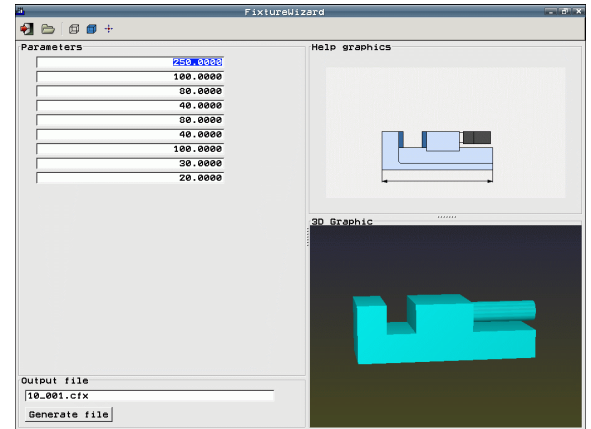 FixtureWizard
Parameters
250.0000
100.0000
80.0000
40.0000
80.0000
40.0000
100.0000
30.0000
20.0000
Help graphics
3D Graphic
Output file
10_001.cfx
Generate file